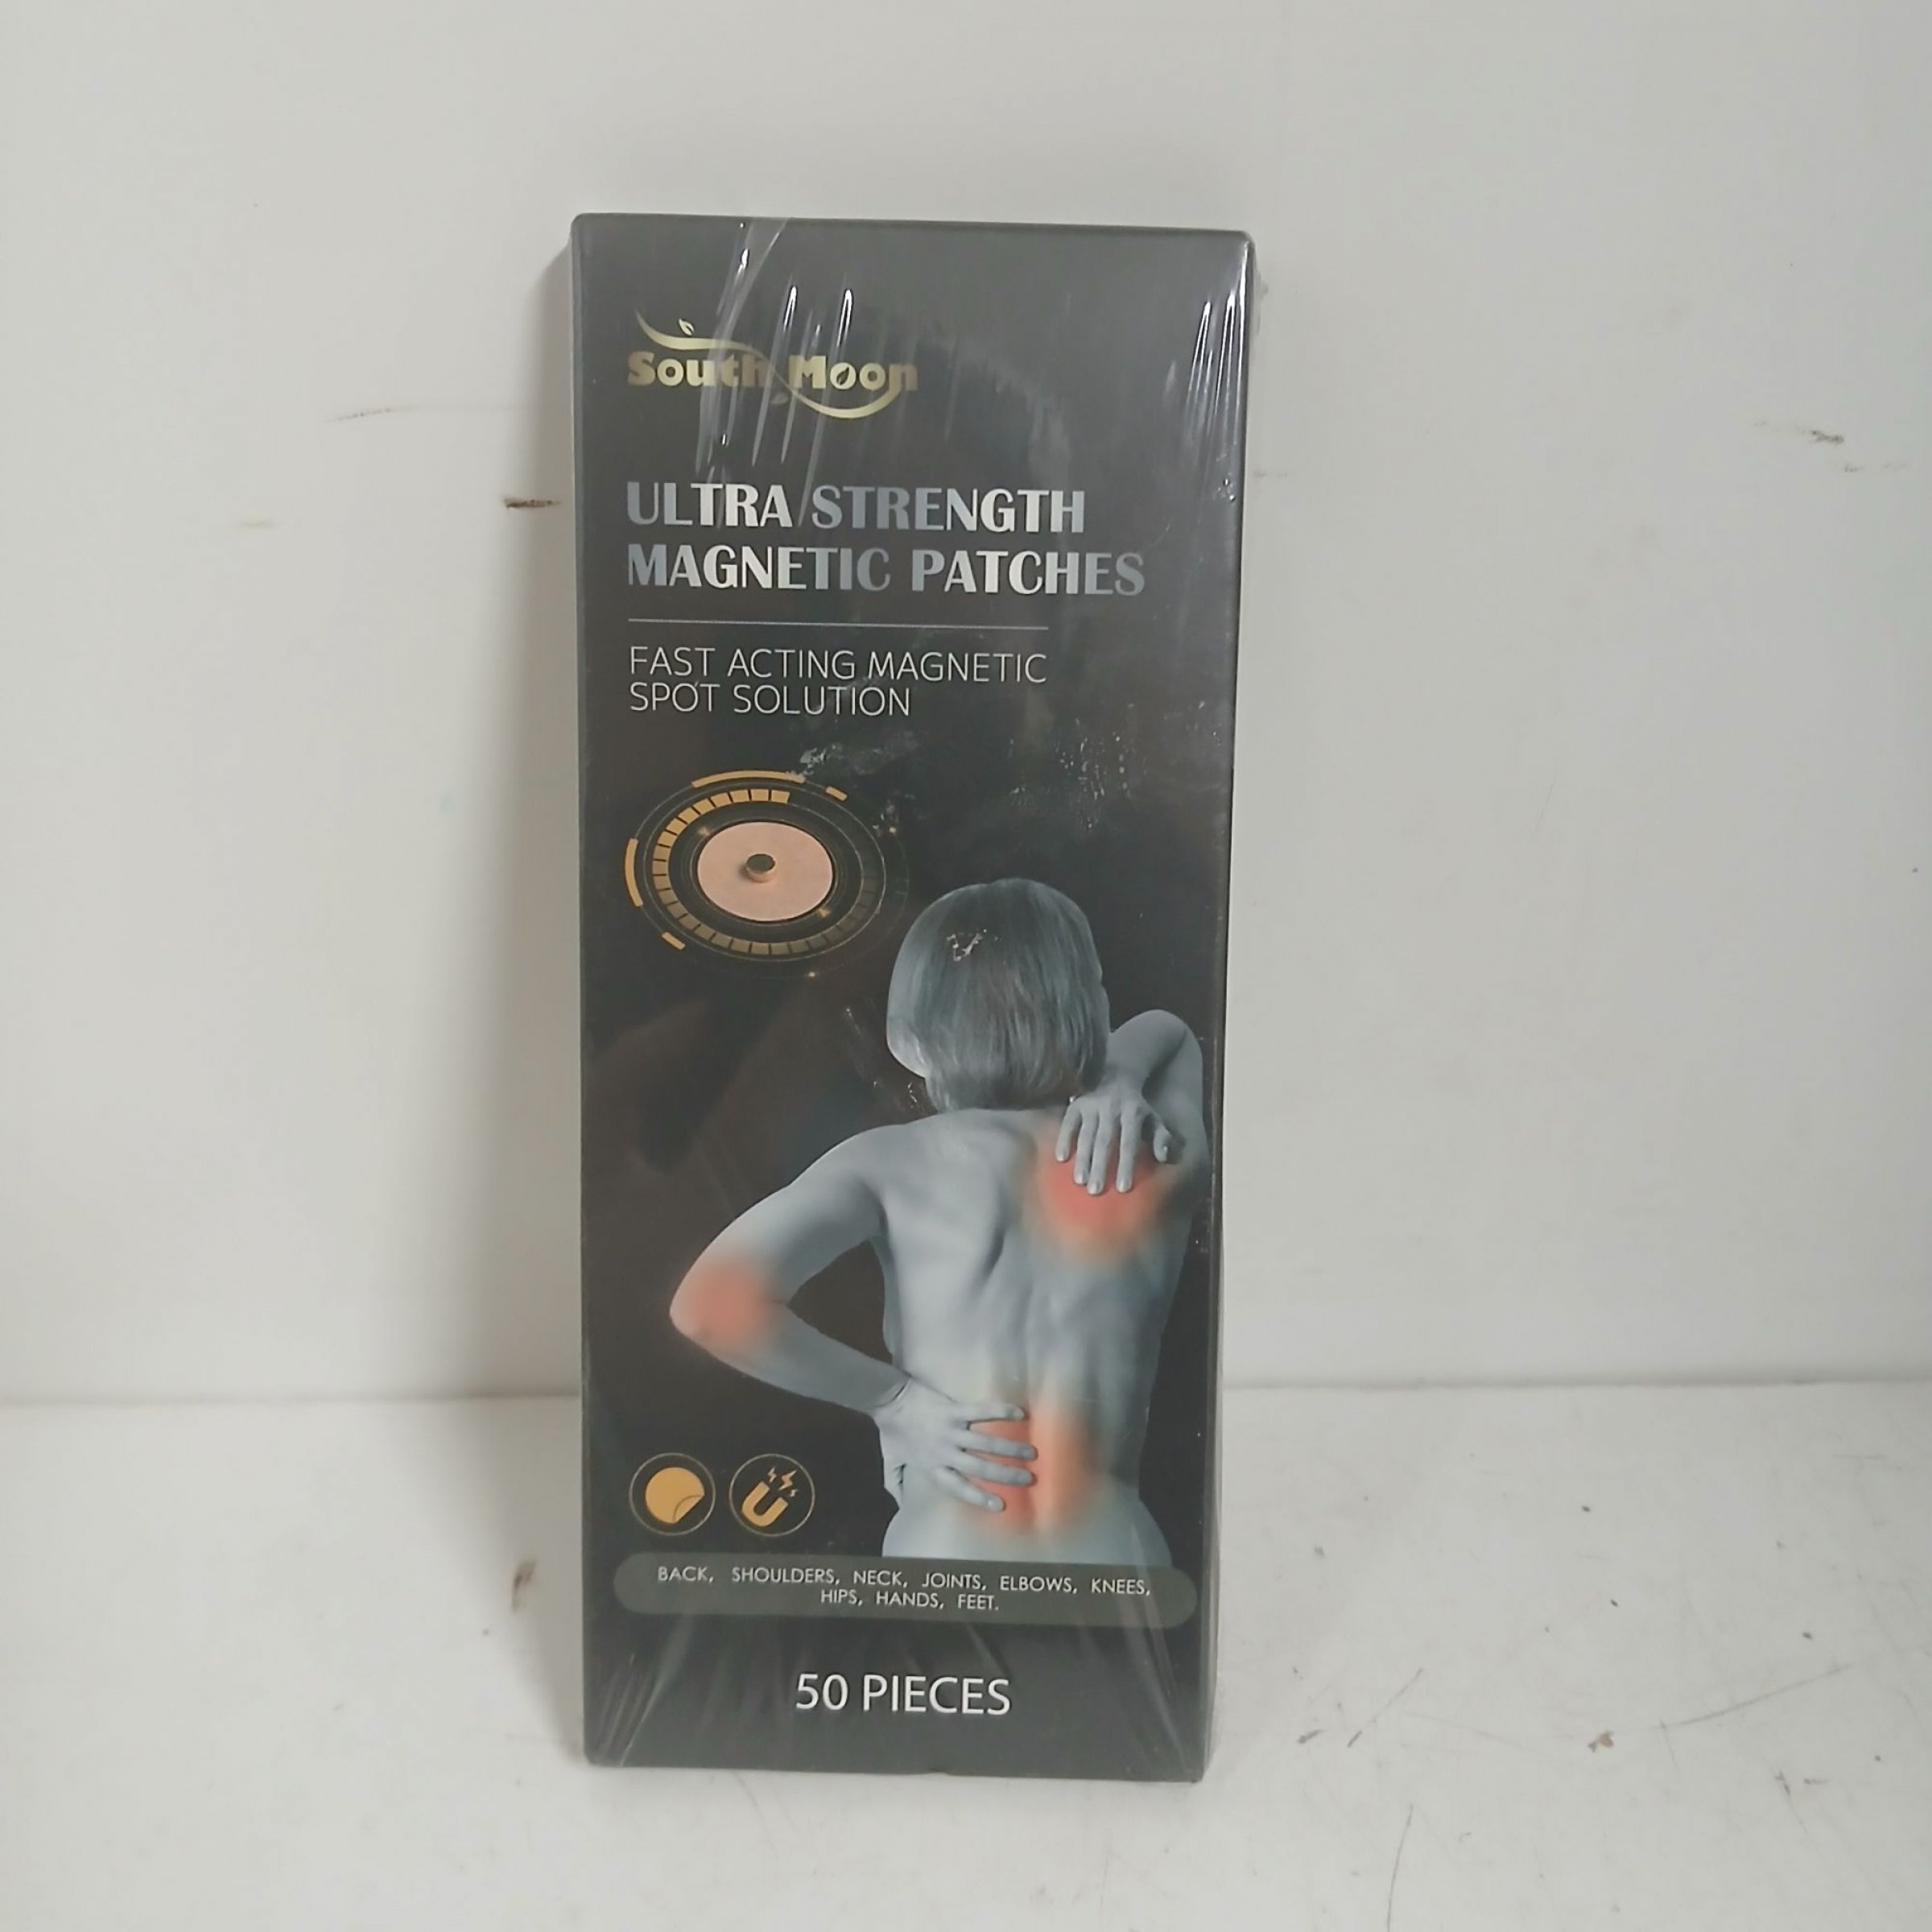 South Moon
ULTRA STRENGTH
MAGNETIC PATCHES
FAST ACTING MAGNETIC
SPOT SOLUTION
BACK, SHOULDERS, NECK, JOINTS, ELBOWS, KNEES,
HIPS, HANDS, FEET.
50 PIECES